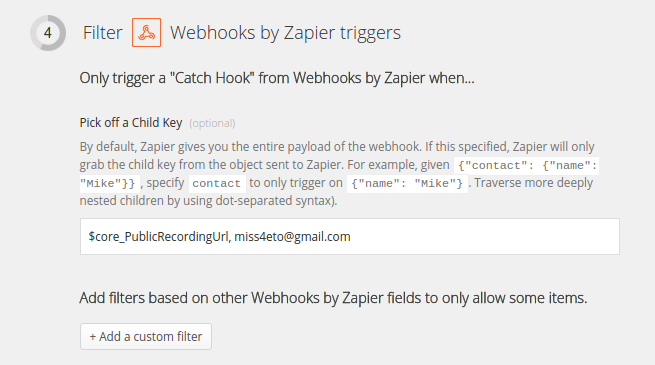 4 Filter Webhooks by Zapier triggers
Only trigger a "Catch Hook" from Webhooks by Zapier when...
Pick off a Child Key (optional)
By default, Zapier gives you the entire payload of the webhook. If this specified, Zapier will only
grab the child key from the object sent to Zapier. For example, given {"contact": {"name":
"Mike"}} , specify contact to only trigger on {"name": "Mike"} . Traverse more deeply
nested children by using dot-separated syntax).
$core_PublicRecordingUrl, miss4eto@gmail.com
Add filters based on other Webhooks by Zapier fields to only allow some items.
+ Add a custom filter